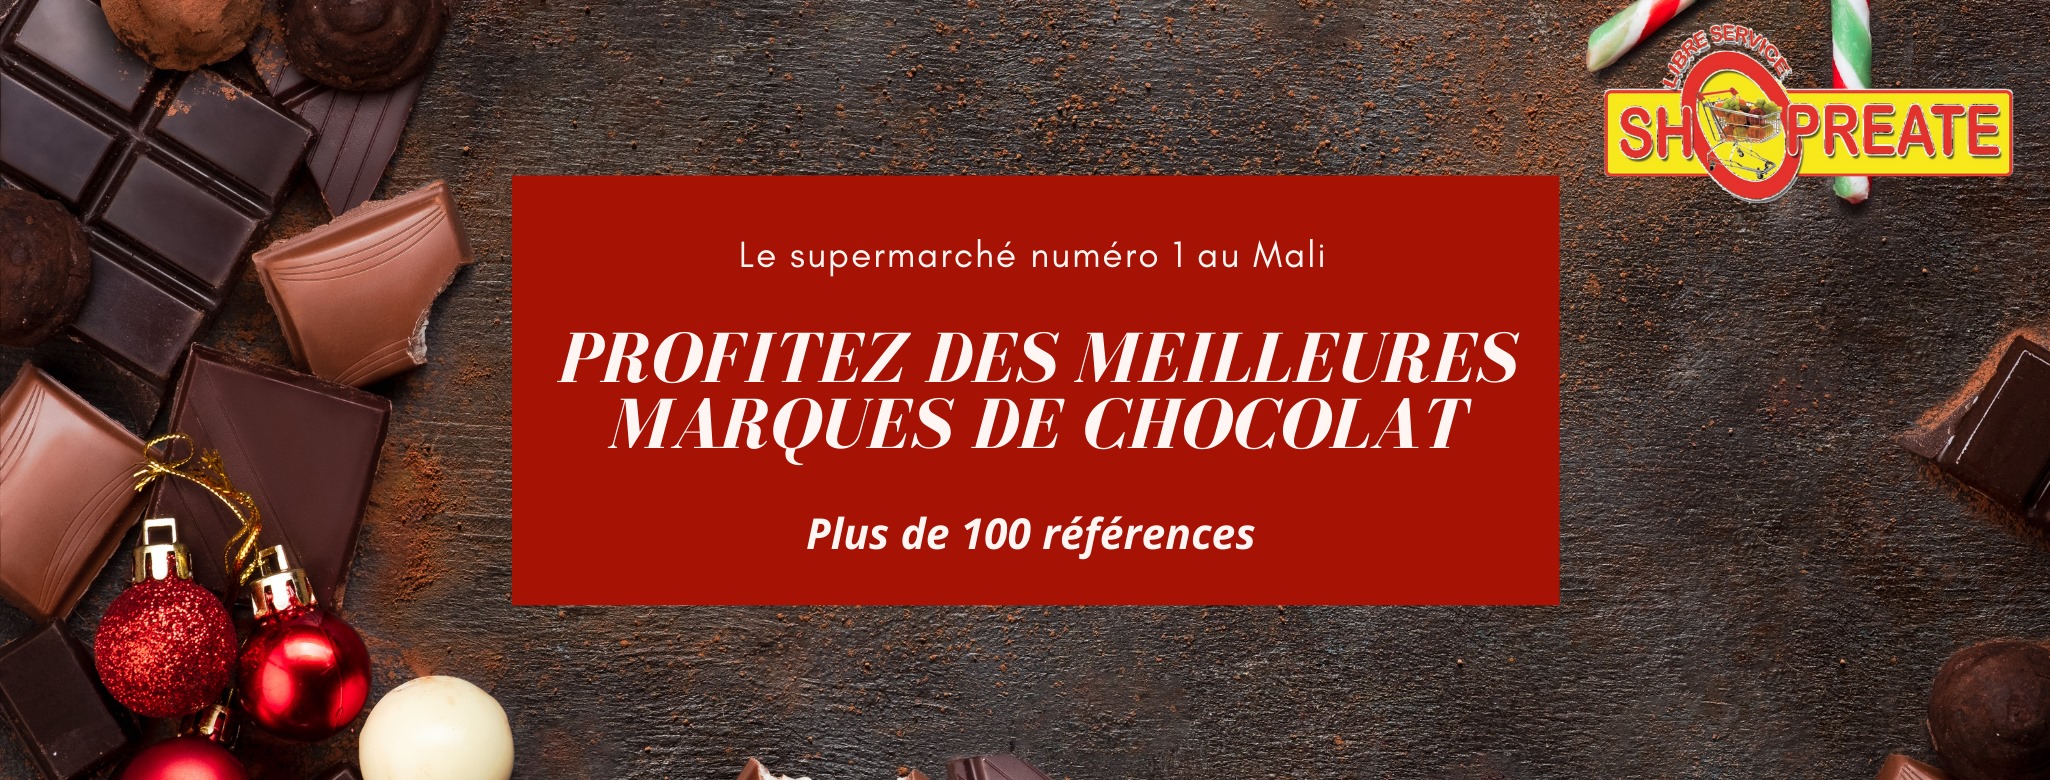 LIBRE SERVICE
SHOPREATE
Le supermarché numéro 1 au Mali
PROFITEZ DES MEILLEURES
MARQUES DE CHOCOLAT
Plus de 100 références